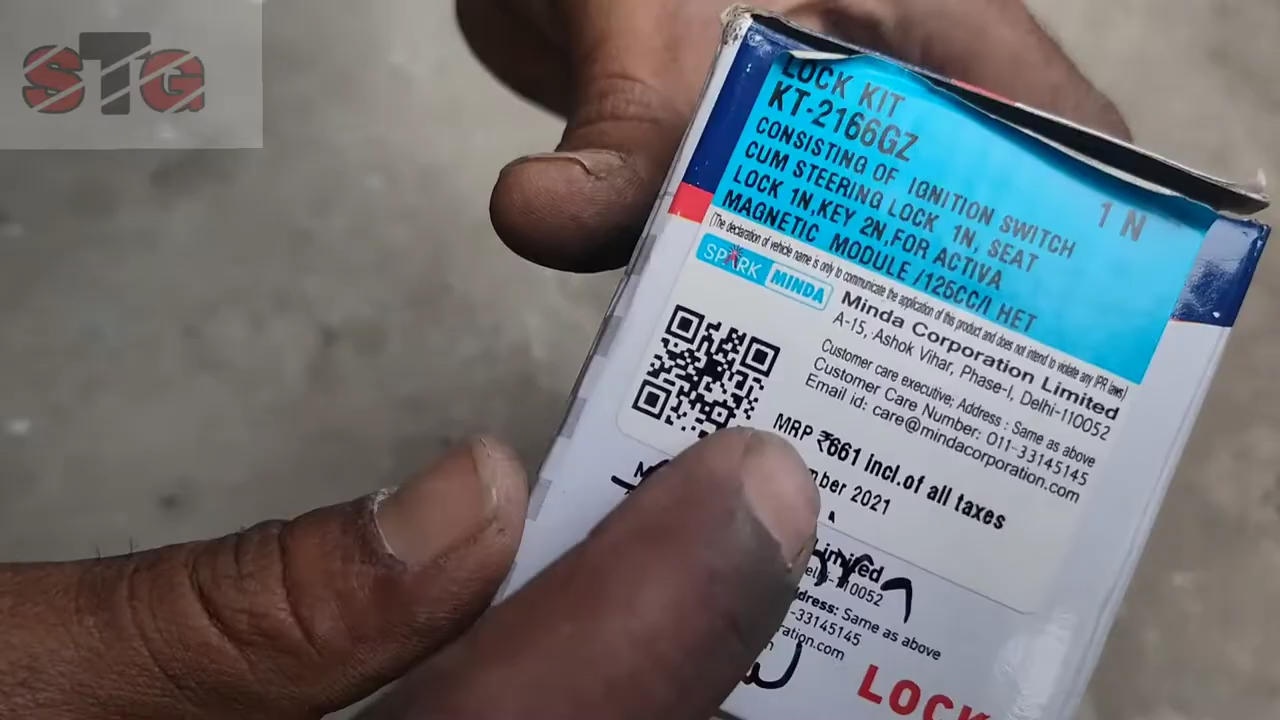 STG
LOCK KIT
KT-2166GZ
1 N
CONSISTING OF IGNITION SWITCH
CUM STEERING LOCK 1N, SEAT
LOCK 1N,KEY 2N,FOR ACTIVA
MAGNETIC MODULE /126CC/I HET
(The declaration of vehicle name is only to communicate the application of this product and does not intend to violate any IPR laws)
SPARK MINDA
Minda Corporation Limited
A-15, Ashok Vihar, Phase-I, Delhi-110052
Customer care executive; Address : Same as above
Customer Care Number: 011-33145145
Email id: care@mindacorporation.com
MRP ₹661 incl.of all taxes
mber 2021
Limited
110052
ddress: Same as above
-33145145
ration.com
LOCK